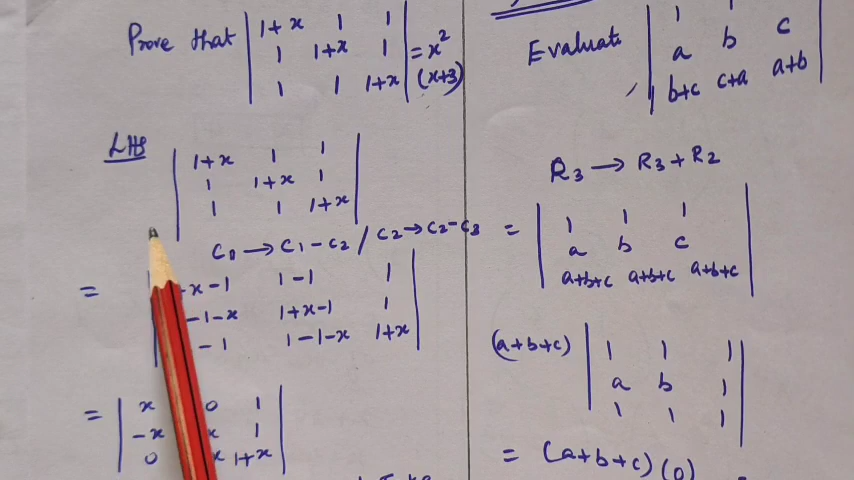 Prove that | 1+x 1 1 |
| 1 1+x 1 | = x²
| 1 1 1+x | (x+3)
LHS
| 1+x 1 1 |
| 1 1+x 1 |
| 1 1 1+x |
C₁ → C₁-C₂ / C₂→C₂-C₃
= | x-1 1-1 1 |
| -1-x 1+x-1 1 |
| -1 1-1-x 1+x |
= | x 0 1 |
| -x x 1 |
| 0 x 1+x |
Evaluate | 1 1 |
| a b c |
| b+c c+a a+b |
R₃ → R₃+R₂
= | 1 1 1 |
| a b c |
| a+b+c a+b+c a+b+c |
(a+b+c) | 1 1 1 |
| a b 1 |
| 1 1 1 |
= (a+b+c) (0)